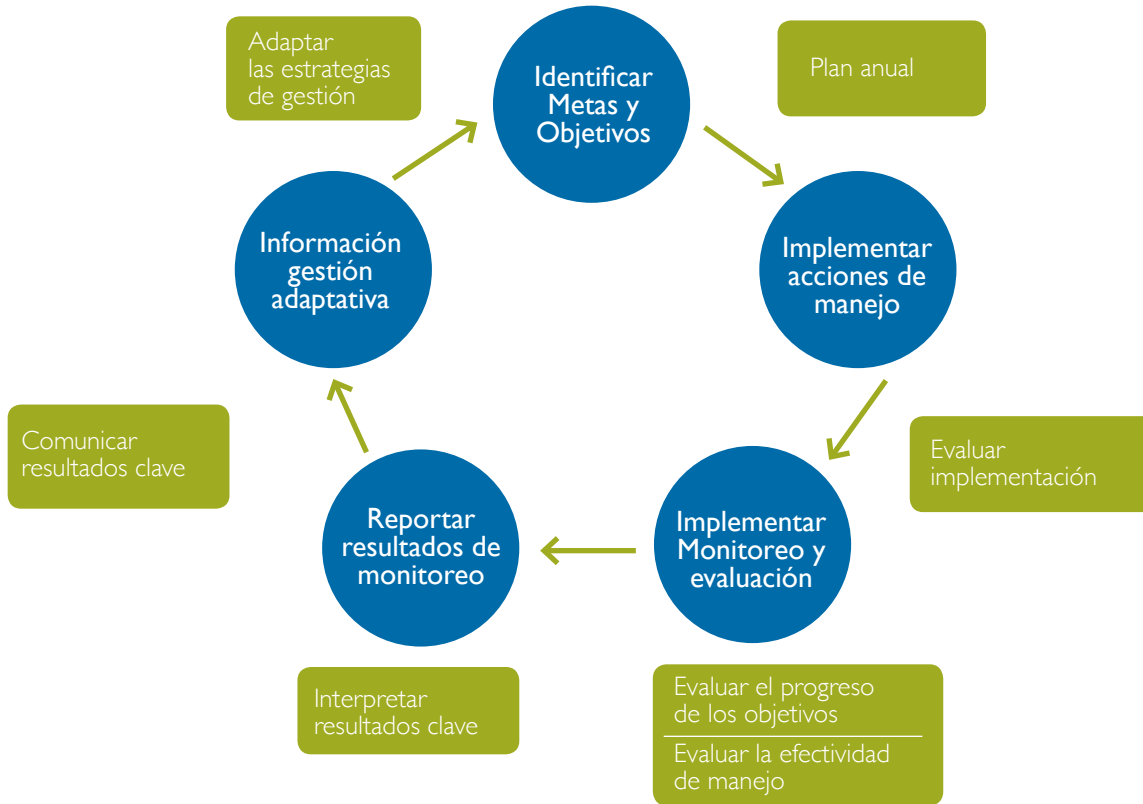 Adaptar
las estrategias
de gestión
Identificar
Metas y
Objetivos
Plan anual
Implementar
acciones de
manejo
Evaluar
implementación
Implementar
Monitoreo y
evaluación
Evaluar el progreso
de los objetivos
Evaluar la efectividad
de manejo
Reportar
resultados de
monitoreo
Interpretar
resultados clave
Comunicar
resultados clave
Información
gestión
adaptativa